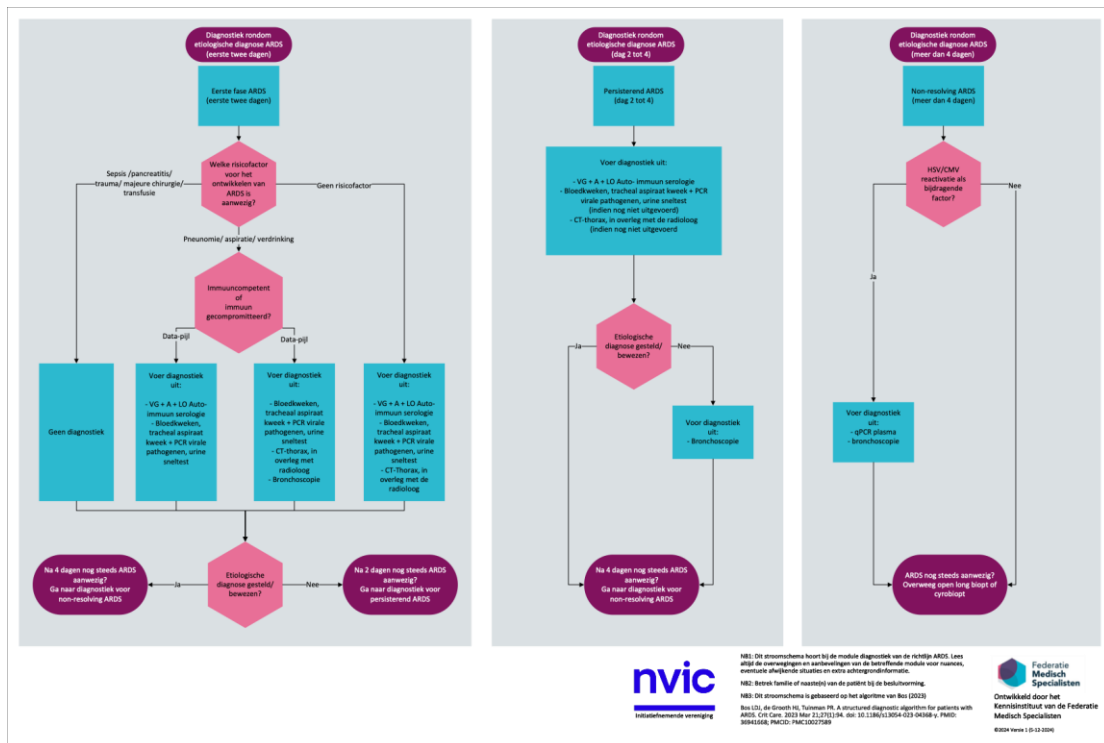 Diagnostiek rondom
etiologische diagnose ARDS
(eerste twee dagen)
Eerste fase ARDS
(eerste twee dagen)
Welke risicofactor
voor het
ontwikkelen van
ARDS is
aanwezig?
Sepsis /pancreatitis/
trauma/ majeure chirurgie/
transfusie
Geen risicofactor
Pneumonie/ aspiratie/ verdrinking
Immuuncompetent
of
immuun
gecompromitteerd?
Data-pijl
Data-pijl
Geen diagnostiek
Voer diagnostiek
uit:
- VG + A + LO Auto-
immuun serologie
- Bloedkweken,
tracheal aspiraat
kweek + PCR virale
pathogenen, urine
sneltest
Voer diagnostiek
uit:
- Bloedkweken,
tracheaal aspiraat
kweek + PCR virale
pathogenen, urine
sneltest
- CT-thorax, in
overleg met
radioloog
- Bronchoscopie
Voer diagnostiek
uit:
- VG + A + LO Auto-
immuun serologie
- Bloedkweken,
tracheal aspiraat
kweek + PCR virale
pathogenen, urine
sneltest
- CT-Thorax, in
overleg met de
radioloog
Na 4 dagen nog steeds ARDS
aanwezig?
Ga naar diagnostiek voor
non-resolving ARDS
Ja
Etiologische
diagnose gesteld/
bewezen?
Nee
Na 2 dagen nog steeds ARDS
aanwezig?
Ga naar diagnostiek voor
persisterend ARDS
Diagnostiek rondom
etiologische diagnose ARDS
(dag 2 tot 4)
Persisterend ARDS
(dag 2 tot 4)
Voer diagnostiek uit:
- VG + A + LO Auto- immuun serologie
- Bloedkweken, tracheal aspiraat kweek + PCR
virale pathogenen, urine sneltest
(indien nog niet uitgevoerd)
- CT-thorax, in overleg met de radioloog
(indien nog niet uitgevoerd
Etiologische
diagnose gesteld/
bewezen?
Ja
Nee
Voor diagnostiek
uit:
- Bronchoscopie
Na 4 dagen nog steeds ARDS
aanwezig?
Ga naar diagnostiek voor
non-resolving ARDS
Diagnostiek rondom
etiologische diagnose ARDS
(meer dan 4 dagen)
Non-resolving ARDS
(meer dan 4 dagen)
HSV/CMV
reactivatie als
bijdragende
factor?
Nee
Ja
Voer diagnostiek
uit:
- qPCR plasma
- bronchoscopie
ARDS nog steeds aanwezig?
Overweeg open long biopt of
cyrobiopt
nvic
Initiatiefnemende vereniging
NB1: Dit stroomschema hoort bij de module diagnostiek van de richtlijn ARDS. Lees
altijd de overwegingen en aanbevelingen van de betreffende module voor nuances,
eventuele afwijkende situaties en extra achtergrondinformatie.
NB2: Betrek familie of naaste(n) van de patiënt bij de besluitvorming.
NB3: Dit stroomschema is gebaseerd op het algoritme van Bos (2023)
Bos LDJ, de Grooth HJ, Tuinman PR. A structured diagnostic algorithm for patients with
ARDS. Crit Care. 2023 Mar 21;27(1):94. doi: 10.1186/s13054-023-04368-y. PMID:
36941668; PMCID: PMC10027589
Federatie
Medisch
Specialisten
Ontwikkeld door het
Kennisinstituut van de Federatie
Medisch Specialisten
©2024 Versie 1 (5-12-2024)